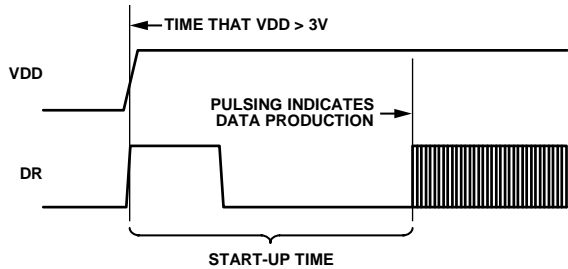 TIME THAT VDD > 3V
VDD
PULSING INDICATES
DATA PRODUCTION
DR
START-UP TIME